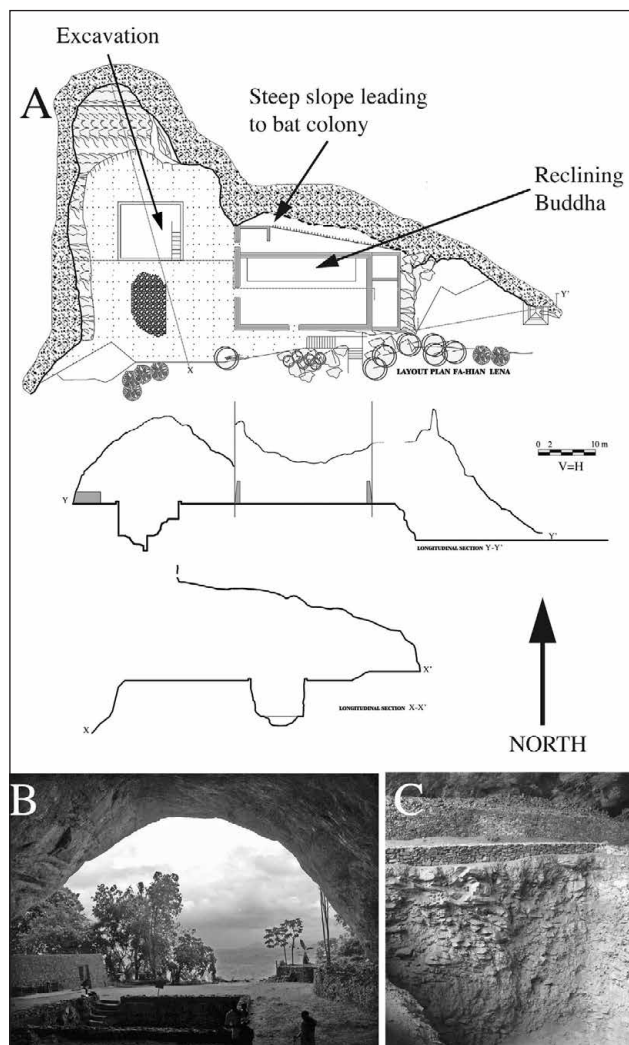 Excavation
A
Steep slope leading
to bat colony
Reclining
Buddha
Y'
X
LAYOUT PLAN FA-HIAN LENA
0 2 10 m
V=H
Y
Y'
LONGITUDINAL SECTION Y-Y'
X'
LONGITUDINAL SECTION X-X'
X
NORTH
B
C